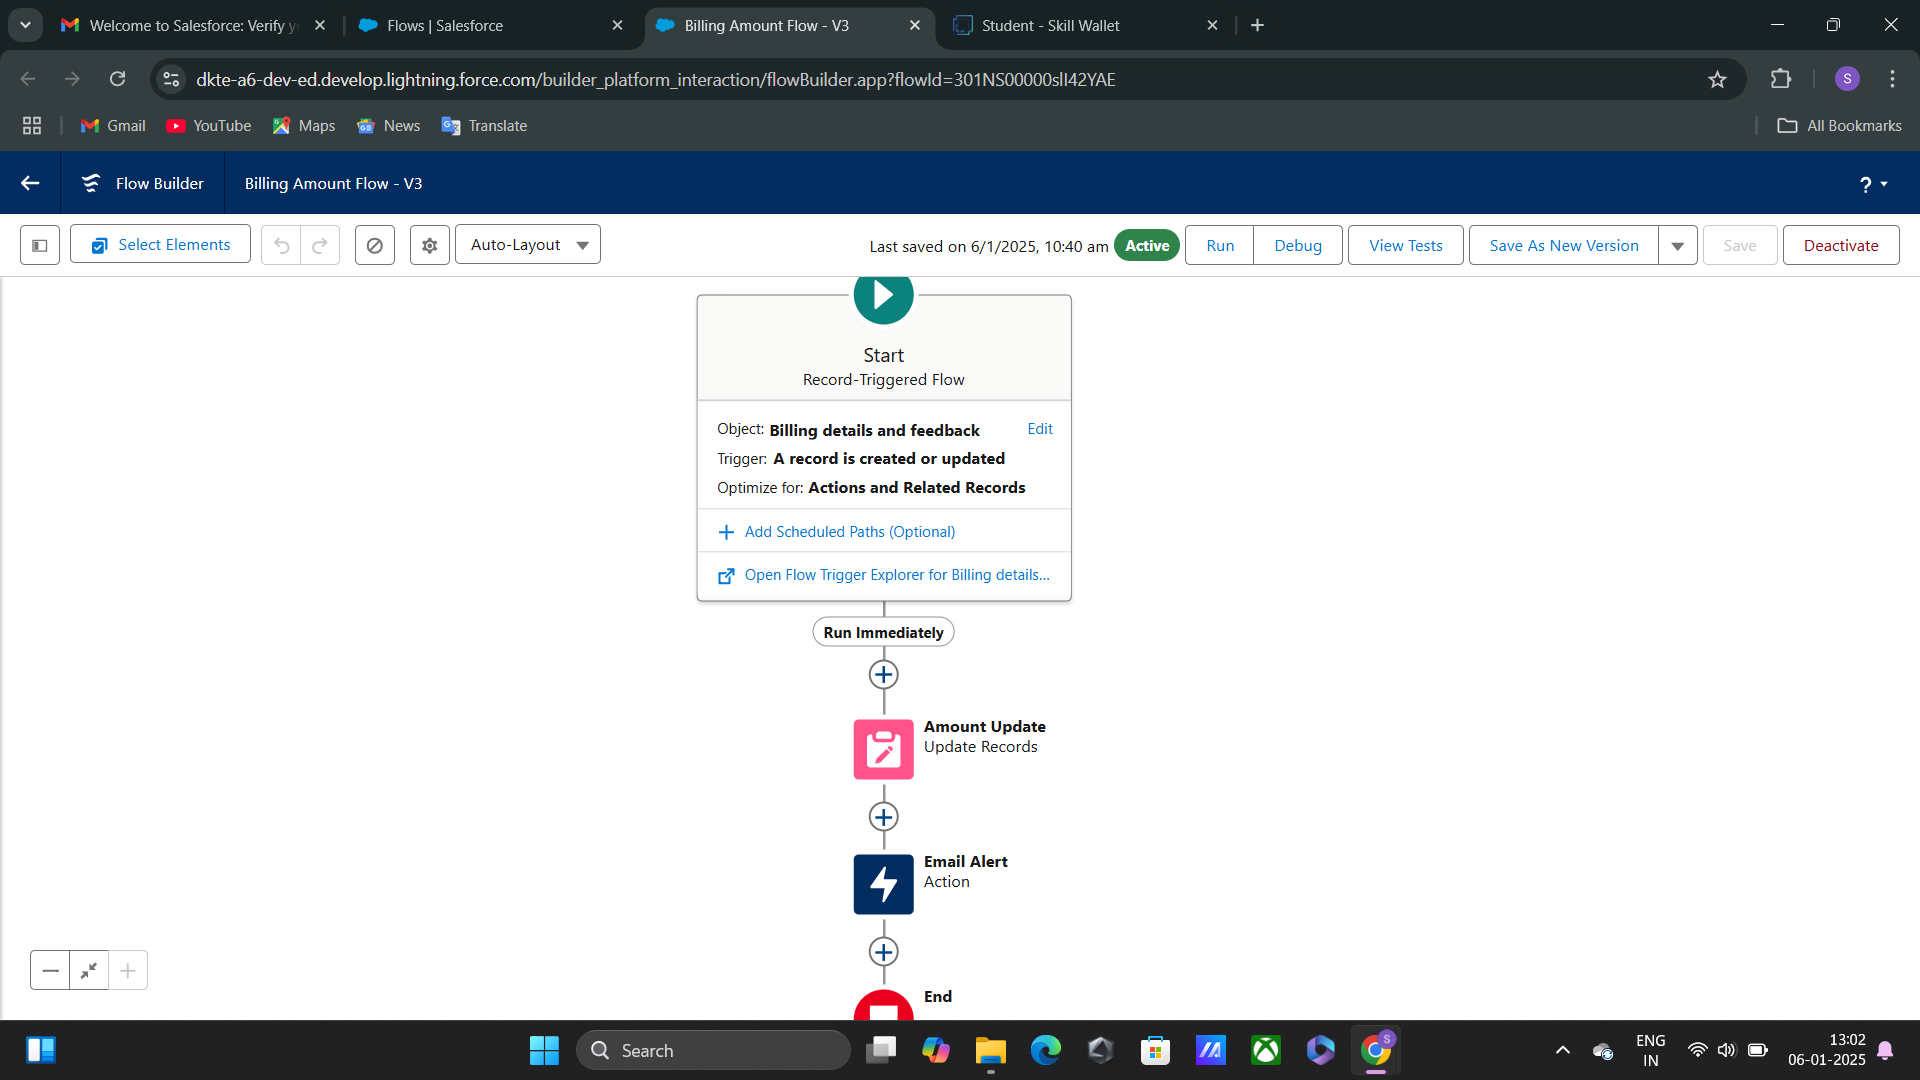 Welcome to Salesforce: Verify y
Flows | Salesforce
Billing Amount Flow - V3
Student - Skill Wallet
dkte-a6-dev-ed.develop.lightning.force.com/builder_platform_interaction/flowBuilder.app?flowId=301NS00000slI42YAE
S
Gmail
YouTube
Maps
News
Translate
All Bookmarks
Flow Builder
Billing Amount Flow - V3
?
Select Elements
Auto-Layout
Last saved on 6/1/2025, 10:40 am
Active
Run
Debug
View Tests
Save As New Version
Save
Deactivate
Start
Record-Triggered Flow
Object: Billing details and feedback
Edit
Trigger: A record is created or updated
Optimize for: Actions and Related Records
Add Scheduled Paths (Optional)
Open Flow Trigger Explorer for Billing details...
Run Immediately
Amount Update
Update Records
Email Alert
Action
End
Search
S
ENG
IN
13:02
06-01-2025